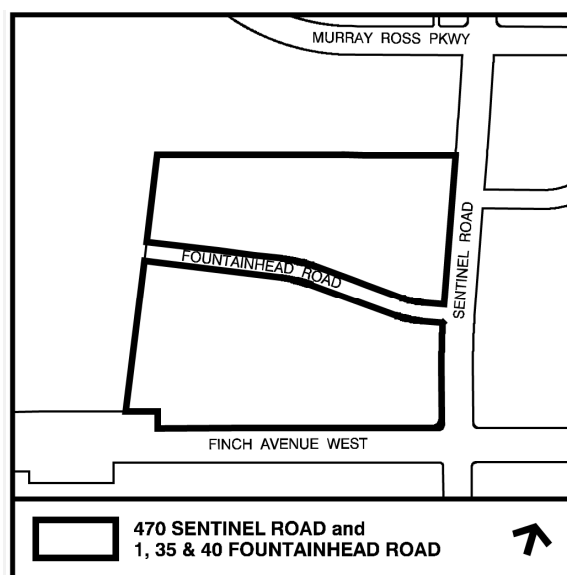 MURRAY ROSS PKWY
SENTINEL ROAD
FOUNTAINHEAD ROAD
FINCH AVENUE WEST
470 SENTINEL ROAD and
1, 35 & 40 FOUNTAINHEAD ROAD